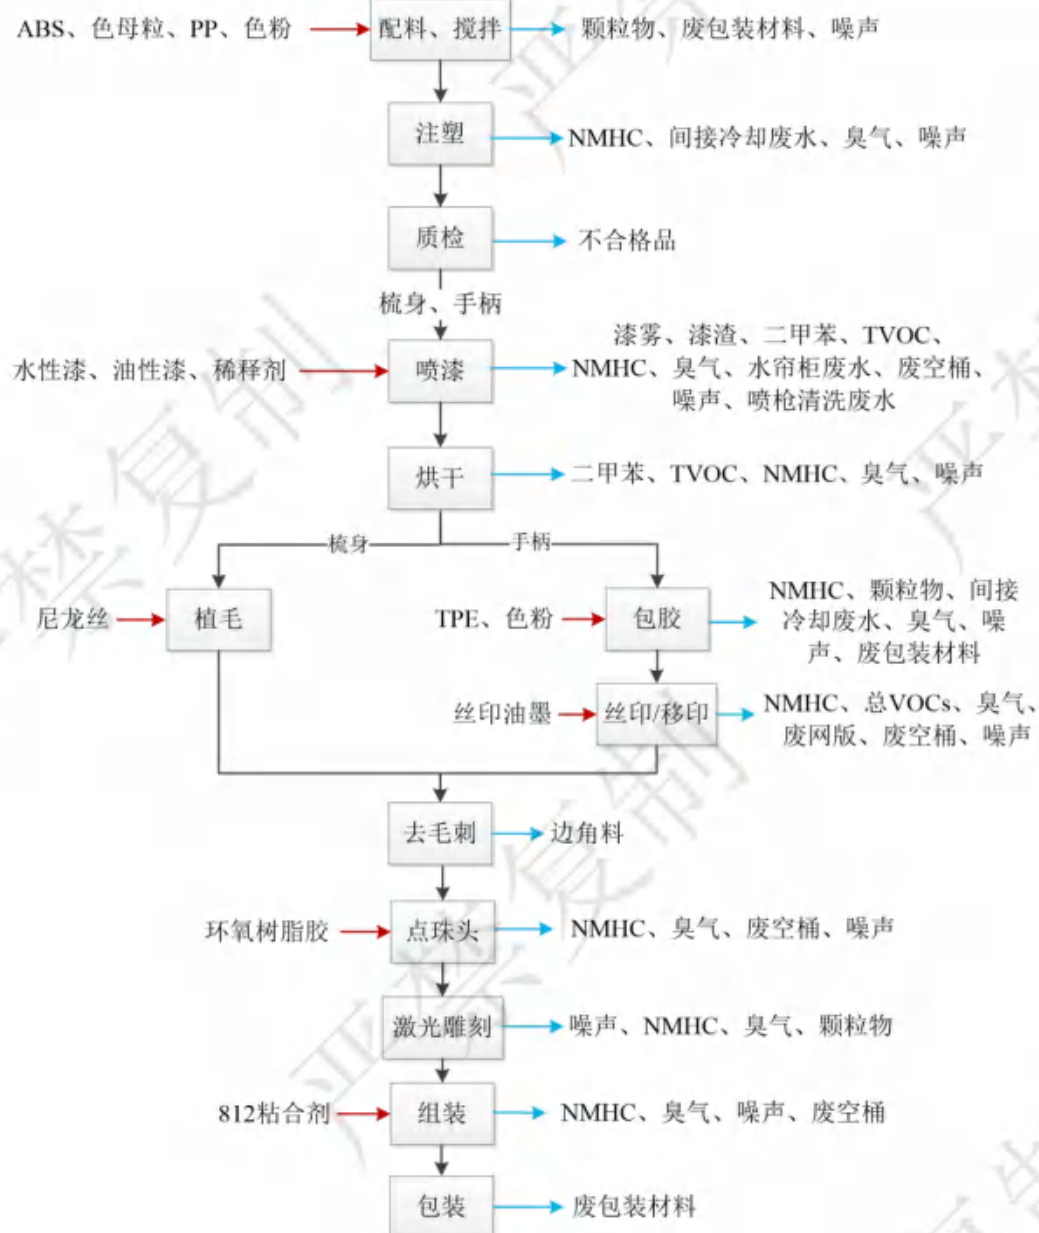 ABS、色母粒、PP、色粉
配料、搅拌
颗粒物、废包装材料、噪声
注塑
NMHC、间接冷却废水、臭气、噪声
质检
不合格品
梳身、手柄
水性漆、油性漆、稀释剂
喷漆
漆雾、漆渣、二甲苯、TVOC、
NMHC、臭气、水帘柜废水、废空桶、
噪声、喷枪清洗废水
烘干
二甲苯、TVOC、NMHC、臭气、噪声
梳身
手柄
尼龙丝
植毛
TPE、色粉
包胶
NMHC、颗粒物、间接
冷却废水、臭气、噪
声、废包装材料
丝印油墨
丝印/移印
NMHC、总VOCs、臭气、
废网版、废空桶、噪声
去毛刺
边角料
环氧树脂胶
点珠头
NMHC、臭气、废空桶、噪声
激光雕刻
噪声、NMHC、臭气、颗粒物
812粘合剂
组装
NMHC、臭气、噪声、废空桶
包装
废包装材料
严禁复制